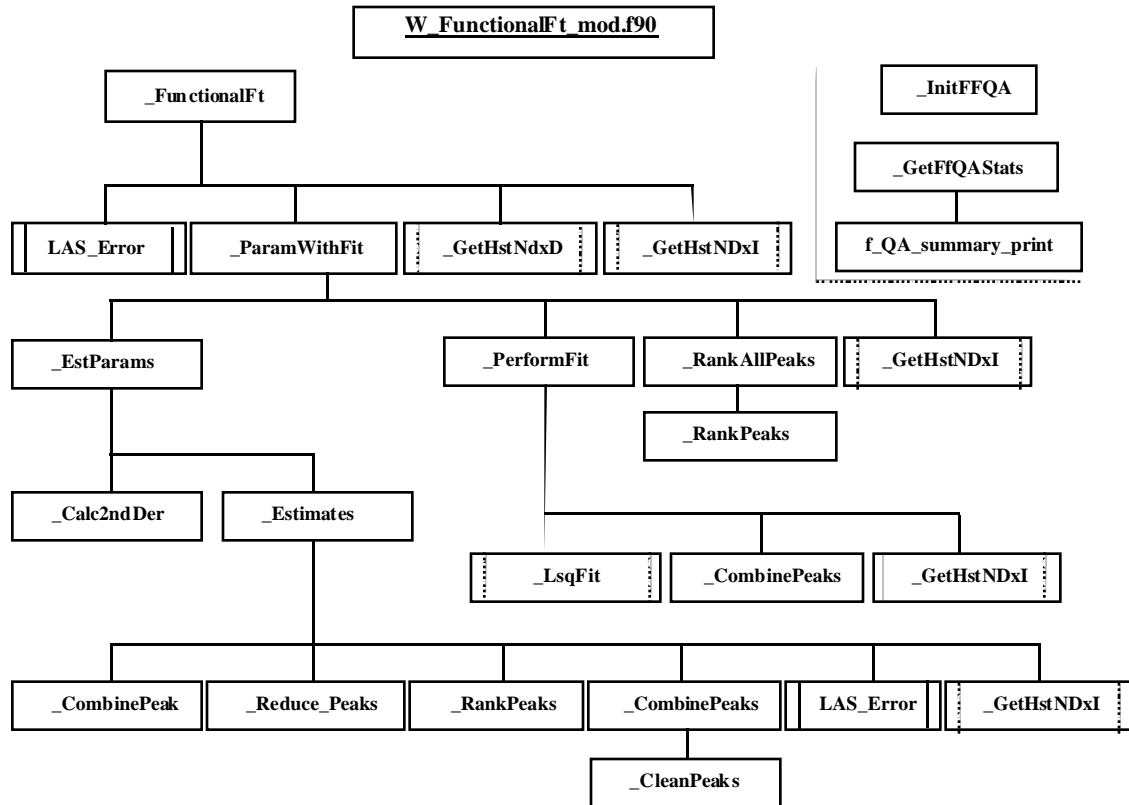 W_FunctionalFt_mod.f90
_FunctionalFt
_InitFFQA
_GetFfQAStats
f_QA_summary_print
LAS_Error
_ParamWithFit
_GetHstNdxD
_GetHstNDxI
_EstParams
_PerformFit
_RankAllPeaks
_GetHstNDxI
_RankPeaks
_Calc2ndDer
_Estimates
_LsqFit
_CombinePeaks
_GetHstNDxI
_CombinePeak
_Reduce_Peaks
_RankPeaks
_CombinePeaks
LAS_Error
_GetHstNDxI
_CleanPeaks